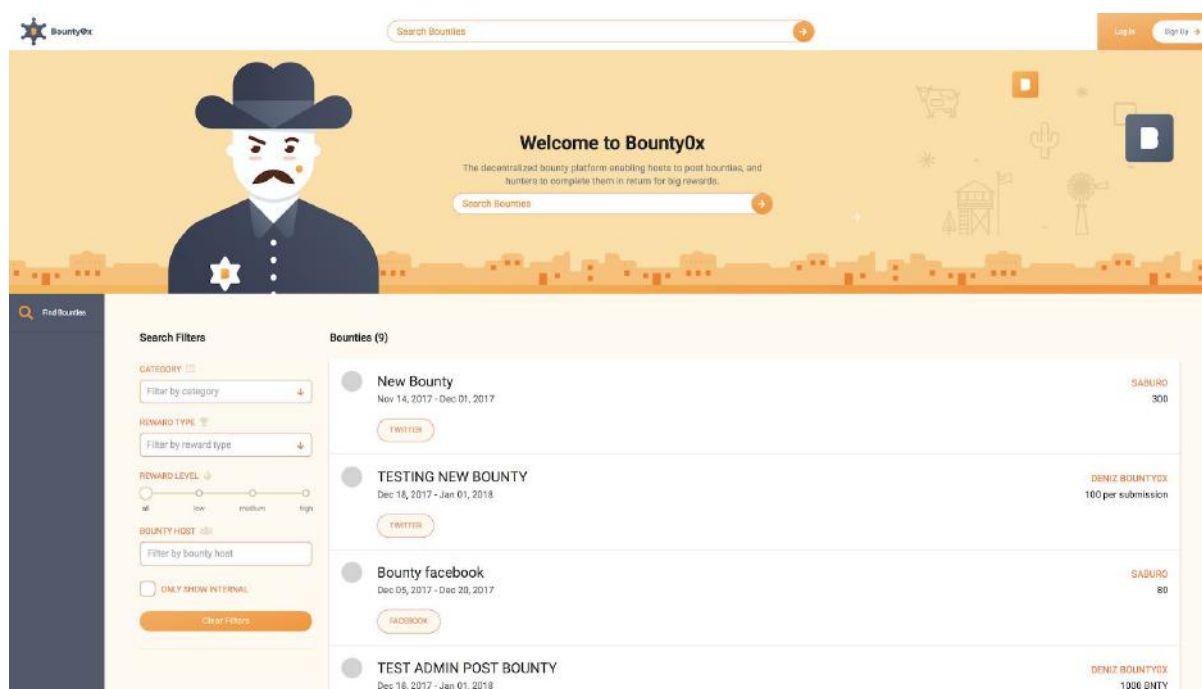 Bounty0x
Search Bounties
Log In
Sign Up
B
B
Welcome to Bounty0x
The decentralized bounty platform enabling hosts to post bounties, and
hunters to complete them in return for big rewards.
Search Bounties
B
Find Bounties
Search Filters
CATEGORY
Filter by category
REWARD TYPE
Filter by reward type
REWARD LEVEL
all low medium high
BOUNTY HOST
Filter by bounty host
ONLY SHOW INTERNAL
Clear Filters
Bounties (9)
New Bounty
SABURO
Nov 14, 2017 - Dec 01, 2017
300
TWITTER
TESTING NEW BOUNTY
DENIZ BOUNTY0X
Dec 18, 2017 - Jan 01, 2018
100 per submission
TWITTER
Bounty facebook
SABURO
Dec 05, 2017 - Dec 20, 2017
80
FACEBOOK
TEST ADMIN POST BOUNTY
DENIZ BOUNTY0X
Dec 18, 2017 - Jan 01, 2018
1006 BNTY